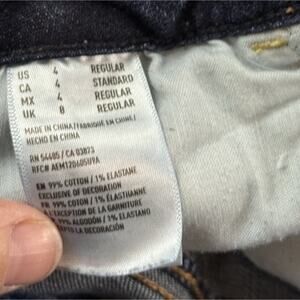 US 4 REGULAR
CA 4 STANDARD
MX 4 REGULAR
UK 8 REGULAR
MADE IN CHINA/FABRIQUÉ EN CHINE/
HECHO EN CHINA
RN 54485 / CA 03873
RFC# AEM120605U9A
EN 99% COTTON / 1% ELASTANE
EXCLUSIVE OF DECORATION
FR 99% COTON / 1% ÉLASTHANNE
À L'EXCEPTION DE LA GARNITURE
99% ALGODÓN / 1% ELASTANO
LA DECORACIÓN